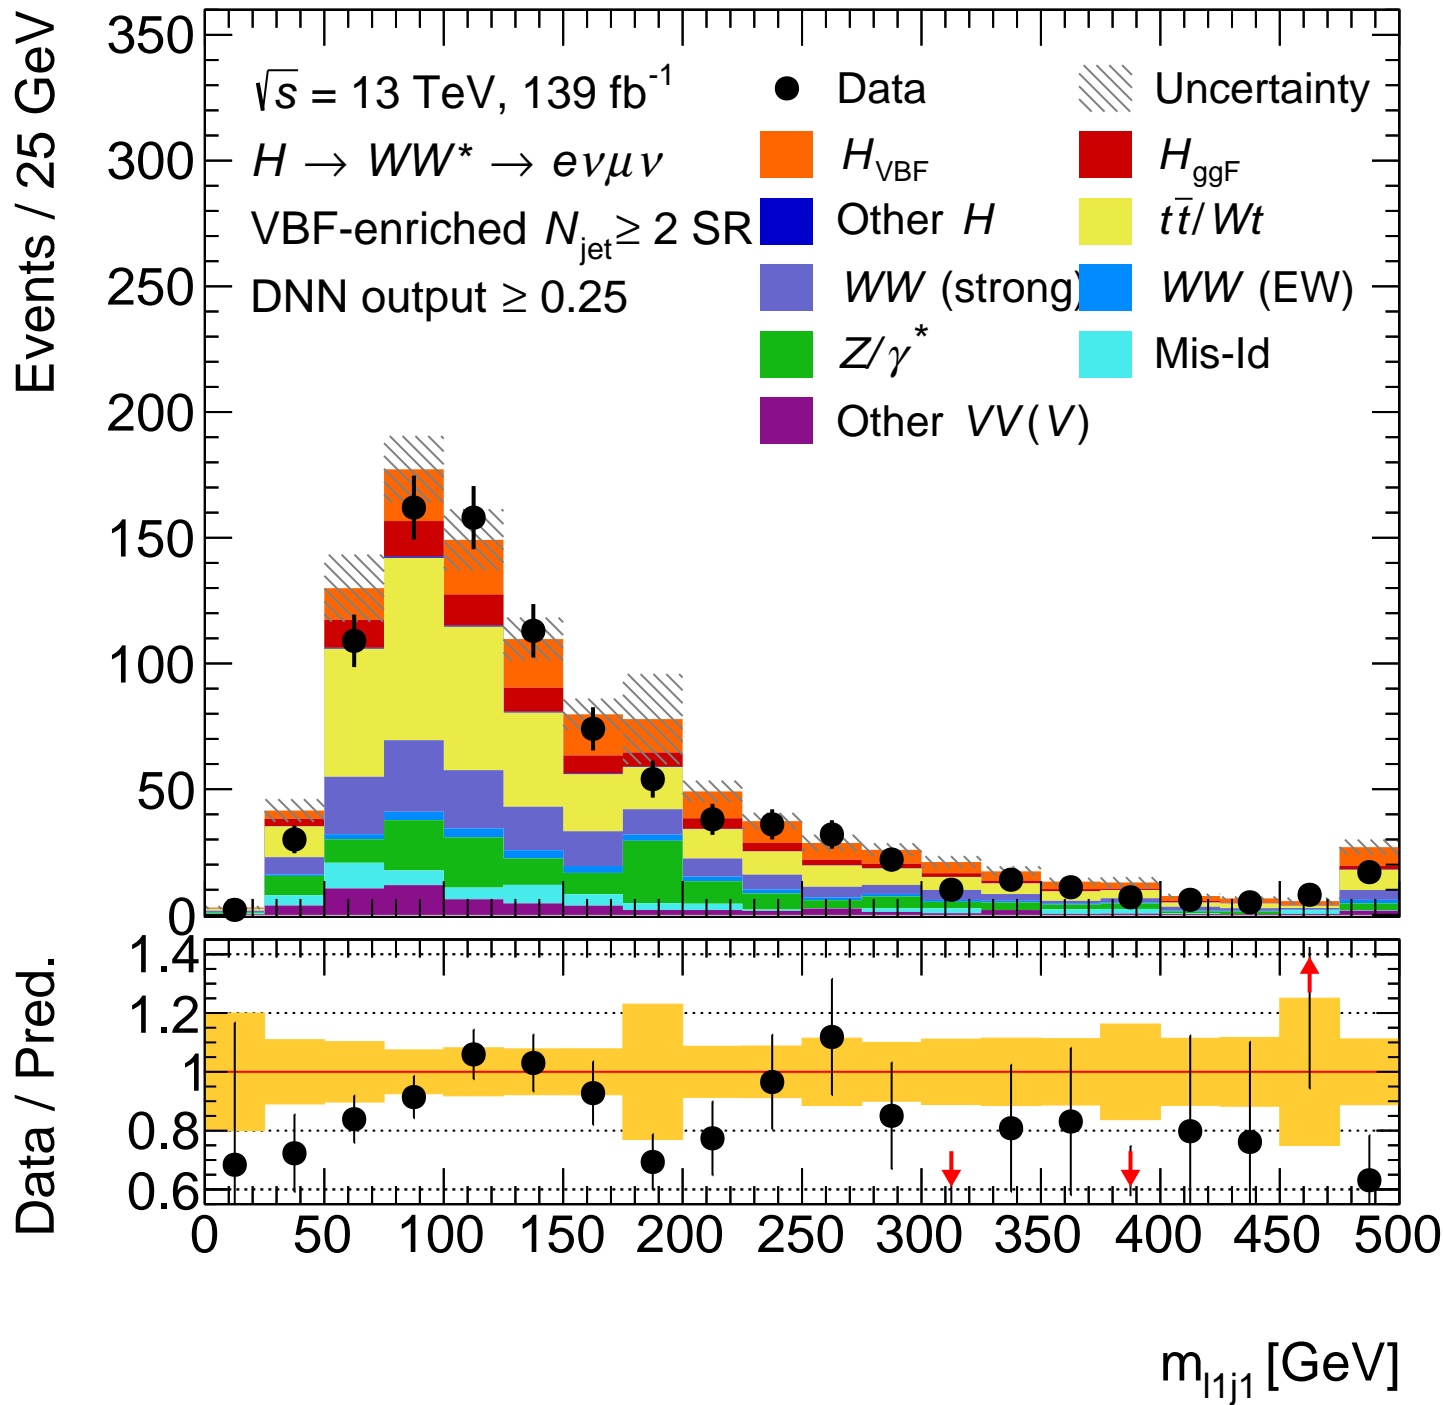 Events / 25 GeV
350
300
250
200
150
100
50
0
√s = 13 TeV, 139 fb⁻¹
H → WW* → eνμν
VBF-enriched N_jet ≥ 2 SR
DNN output ≥ 0.25
Data
Uncertainty
H_VBF
H_ggF
Other H
tt̄/Wt
WW (strong)
WW (EW)
Z/γ*
Mis-Id
Other VV(V)
Data / Pred.
1.4
1.2
1
0.8
0.6
0 50 100 150 200 250 300 350 400 450 500
m_l1j1 [GeV]